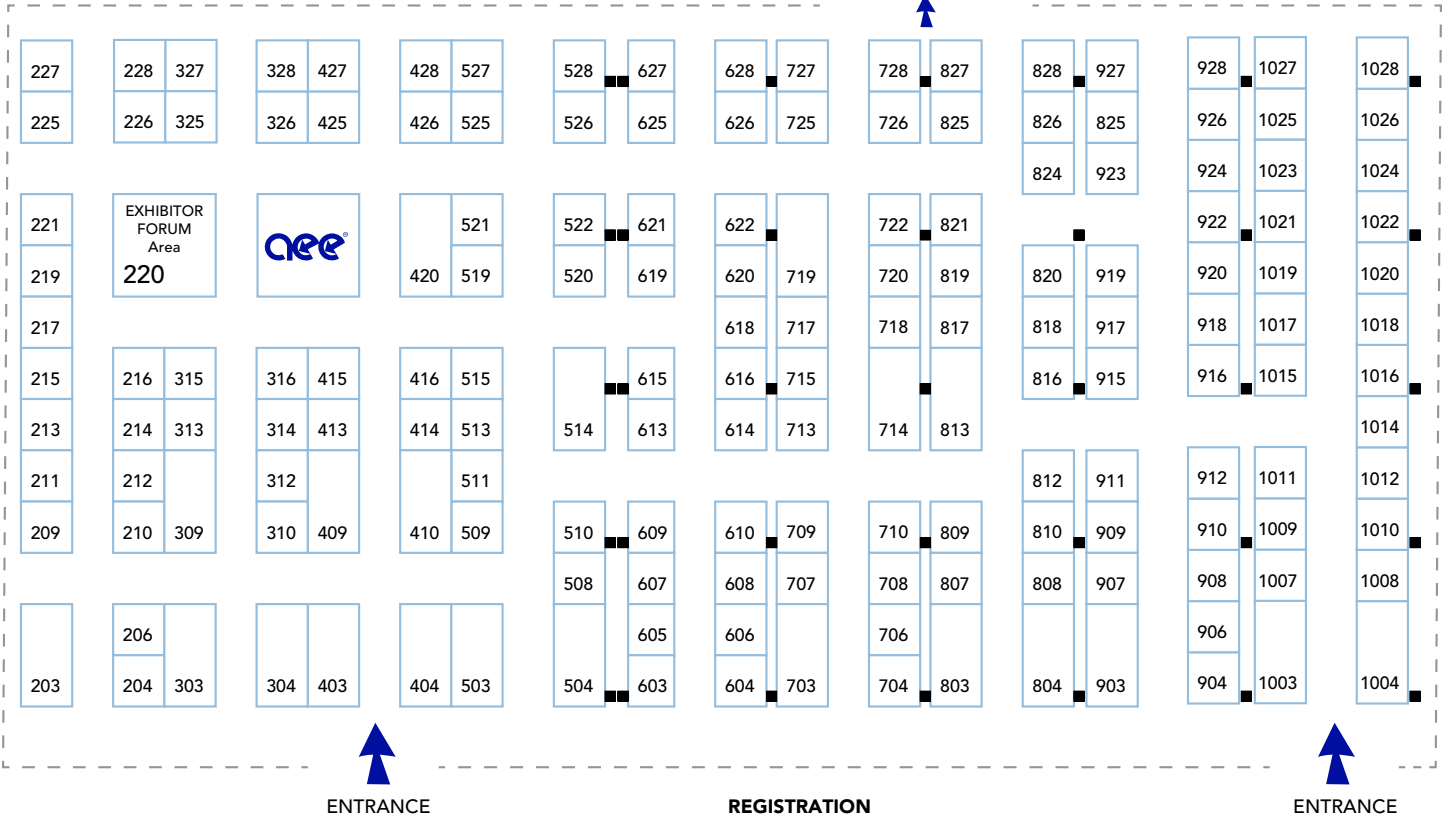 227 228 327 328 427 428 527 528 627 628 727 728 827 828 927 928 1027 1028
225 226 325 326 425 426 525 526 625 626 725 726 825 826 825 926 1025 1026
824 923 924 1023 1024
221 EXHIBITOR FORUM Area 220 aee® 521 522 621 622 722 821 922 1021 1022
219 420 519 520 619 620 719 720 819 820 919 920 1019 1020
217 618 717 718 817 818 917 918 1017 1018
215 216 315 316 415 416 515 615 616 715 816 915 916 1015 1016
213 214 313 314 413 414 513 514 613 614 713 714 813 1014
211 212 312 511 812 911 912 1011 1012
209 210 309 310 409 410 509 510 609 610 709 710 809 810 909 910 1009 1010
508 607 608 707 708 807 808 907 908 1007 1008
206 605 606 706 906
203 204 303 304 403 404 503 504 603 604 703 704 803 804 903 904 1003 1004
ENTRANCE REGISTRATION ENTRANCE